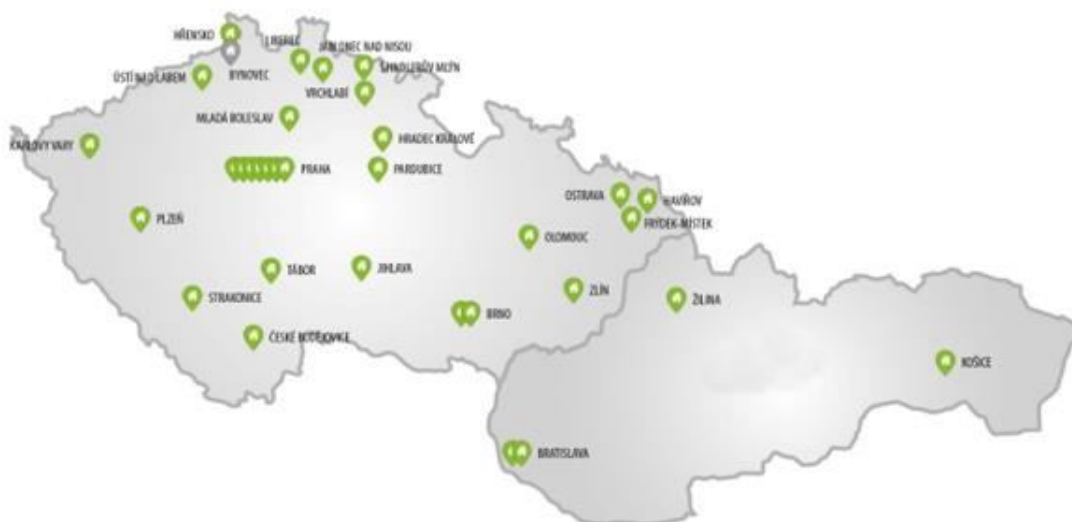 HŘENSKO
LIBEREC
JABLONEC NAD NISOU
BYNOVEC
ŠPINDLERŮV MLÝN
ÚSTÍ NAD LABEM
VRCHLABÍ
MLADÁ BOLESLAV
HRADEC KRÁLOVÉ
KARLOVY VARY
PRAHA
PARDUBICE
OSTRAVA
HAVÍŘOV
PLZEŇ
FRÝDEK-MÍSTEK
OLOMOUC
TÁBOR
JIHLAVA
ZLÍN
STRAKONICE
ŽILINA
BRNO
ČESKÉ BUDĚJOVICE
KOŠICE
BRATISLAVA